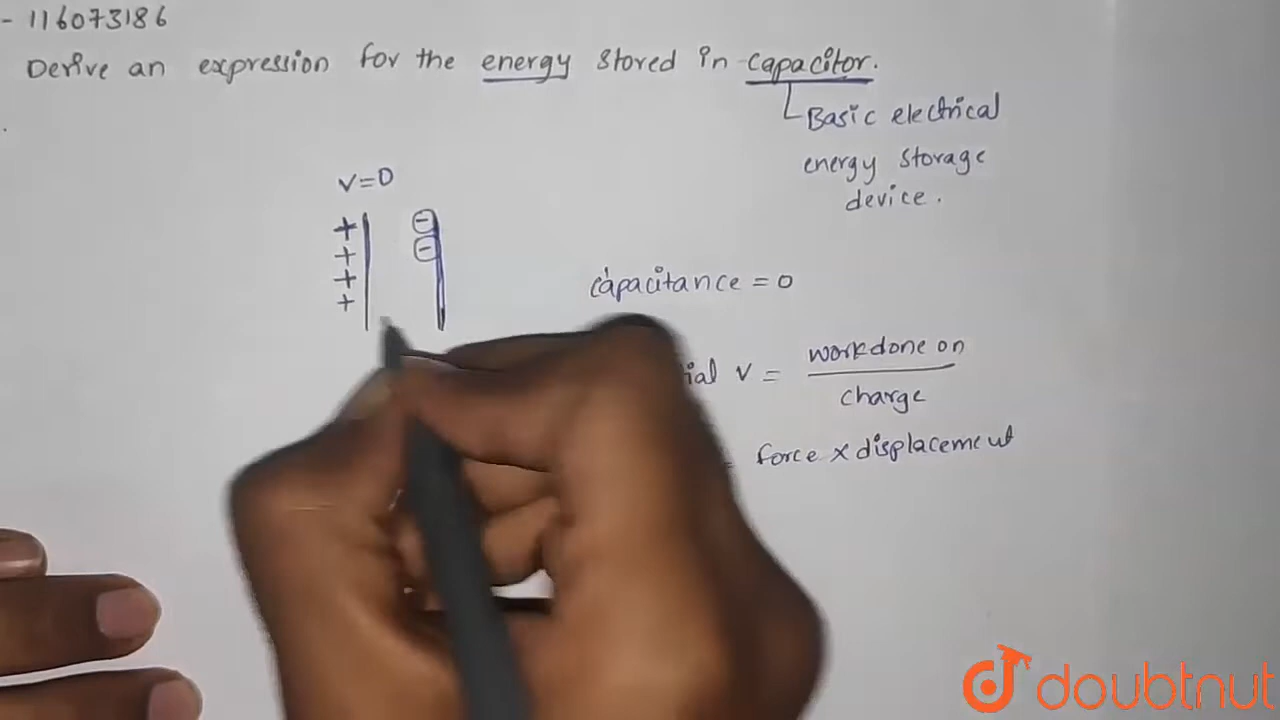 - 116073186
Derive an expression for the energy stored in capacitor.
Basic electrical
energy storage
device.
V=0
+ -
+ -
+
+
capacitance = 0
V = workdone on
charge
= force x displacement
doubtnut